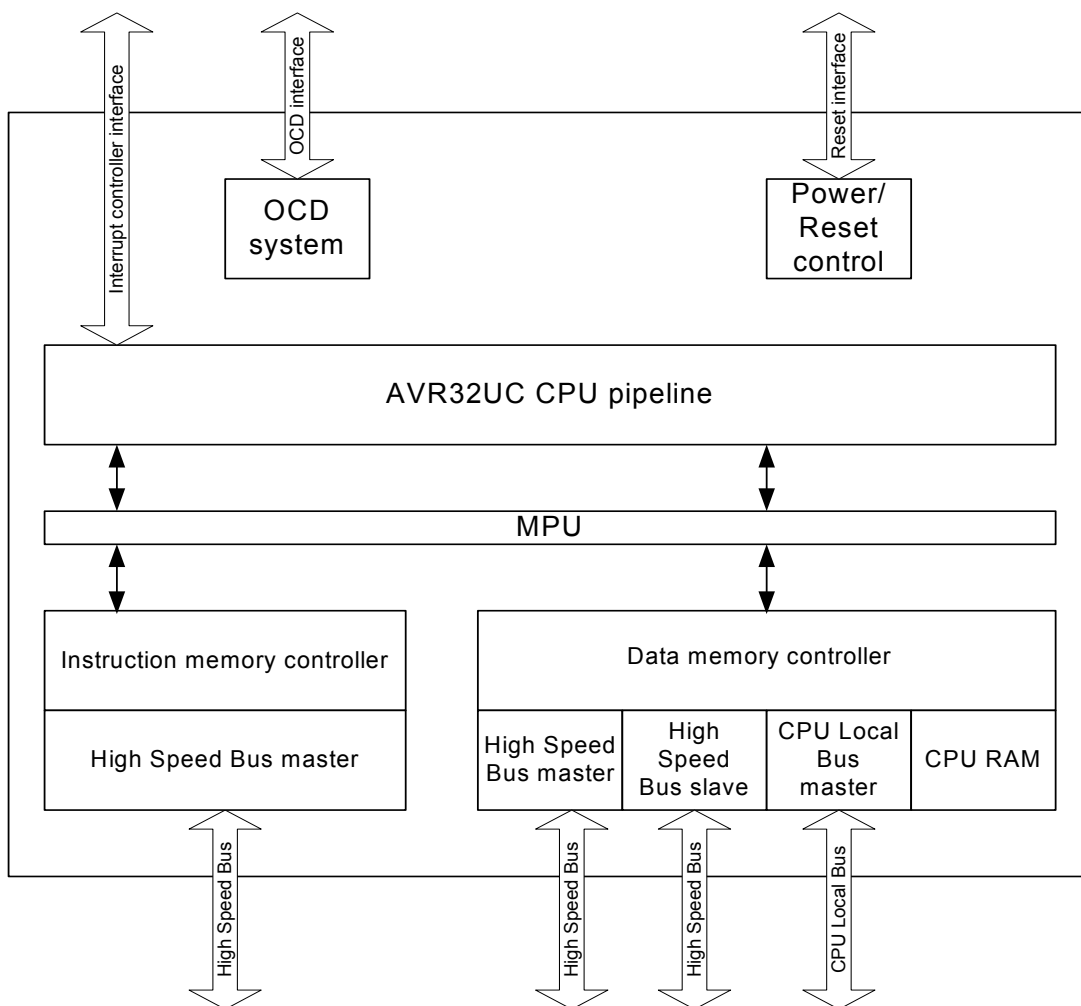 Interrupt controller interface
OCD interface
Reset interface
OCD
system
Power/
Reset
control
AVR32UC CPU pipeline
MPU
Instruction memory controller
High Speed Bus master
Data memory controller
High Speed
Bus master
High
Speed
Bus slave
CPU Local
Bus
master
CPU RAM
High Speed Bus
High Speed Bus
High Speed Bus
CPU Local Bus